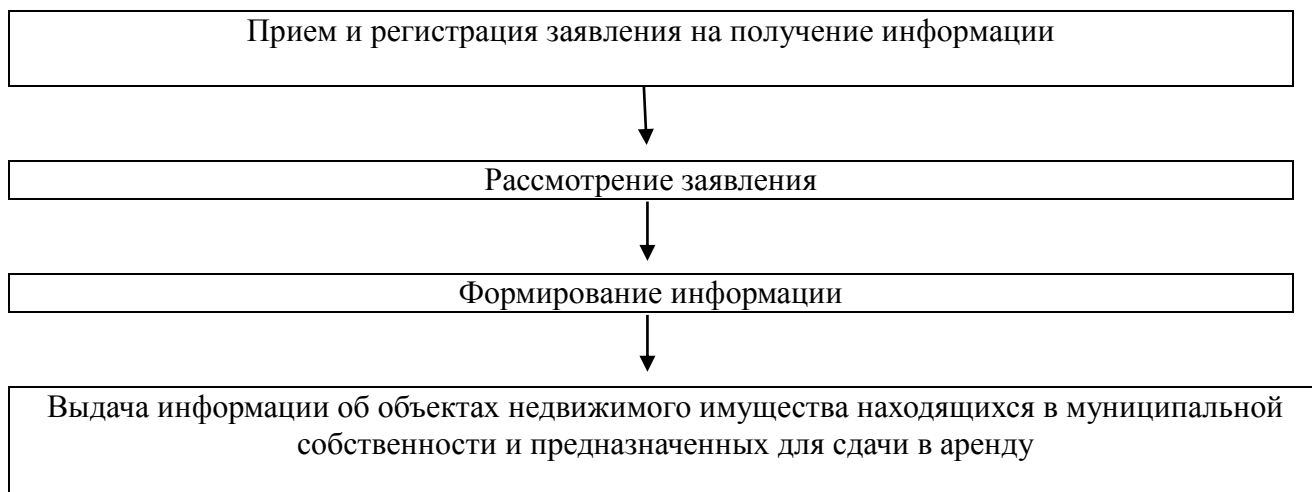 Прием и регистрация заявления на получение информации
Рассмотрение заявления
Формирование информации
Выдача информации об объектах недвижимого имущества находящихся в муниципальной
собственности и предназначенных для сдачи в аренду